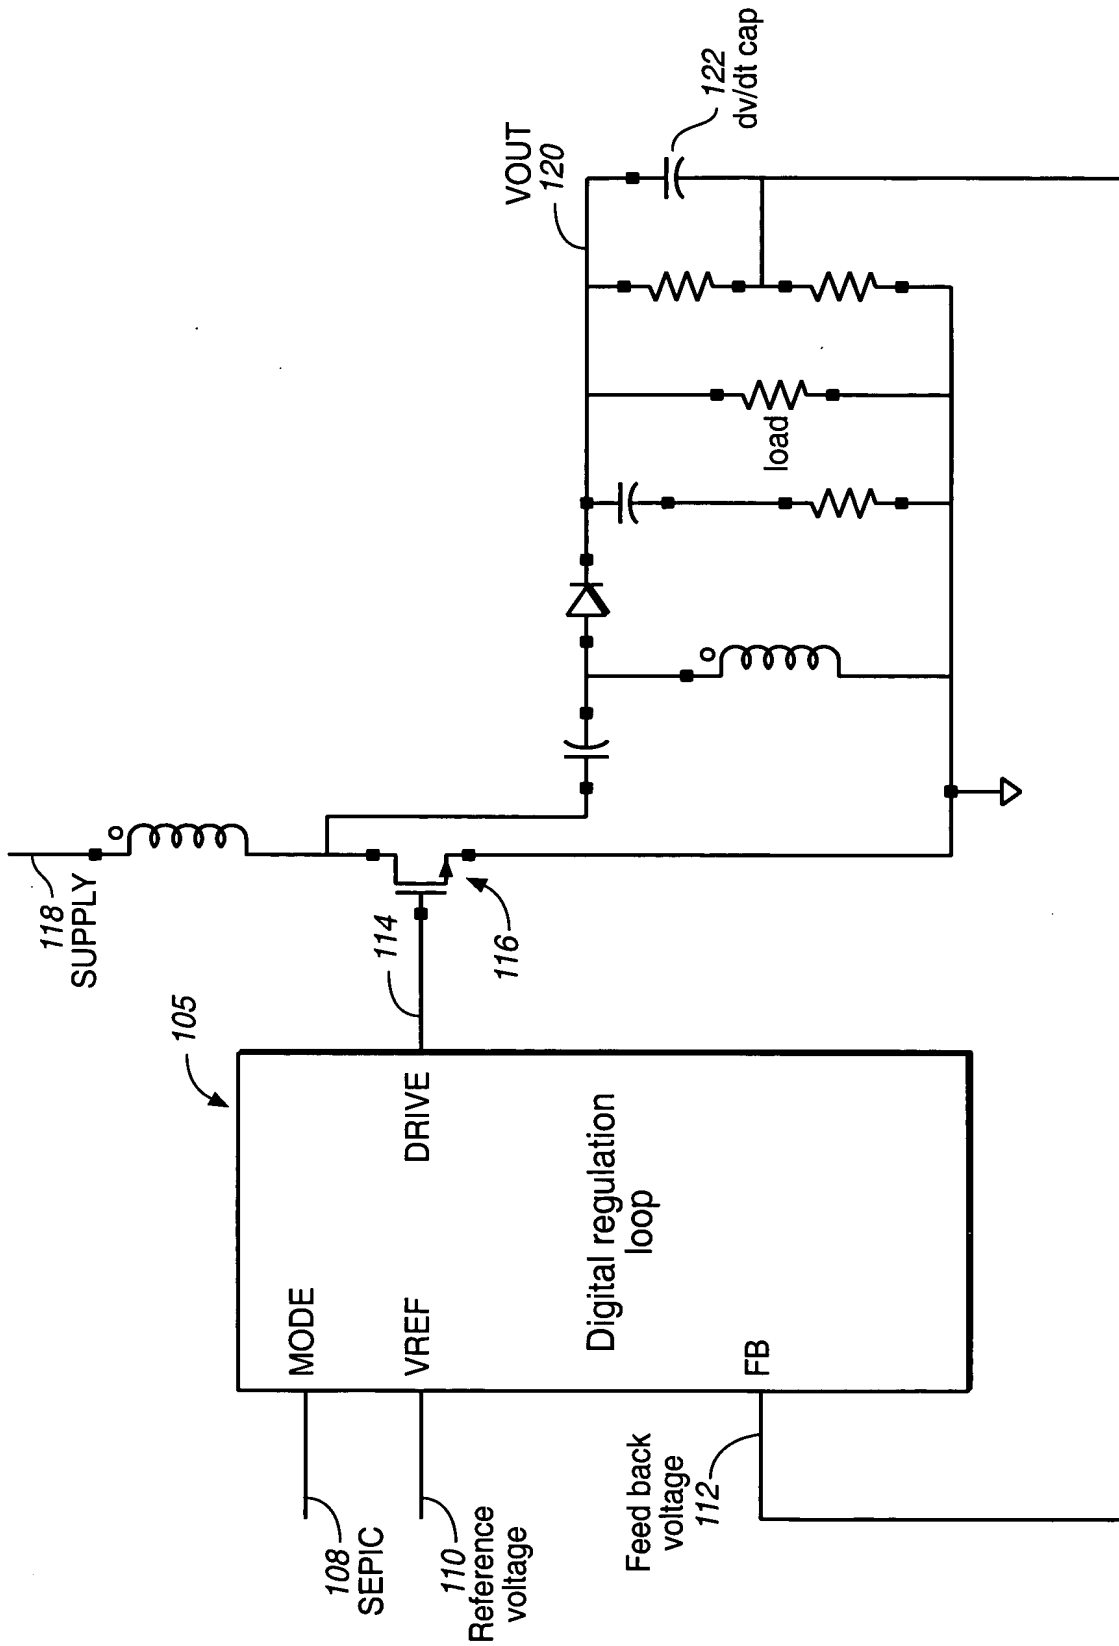 118
SUPPLY
105
114
116
VOUT
120
122
dv/dt cap
load
MODE
VREF
DRIVE
Digital regulation
loop
FB
108
SEPIC
110
Reference
voltage
Feed back
voltage
112